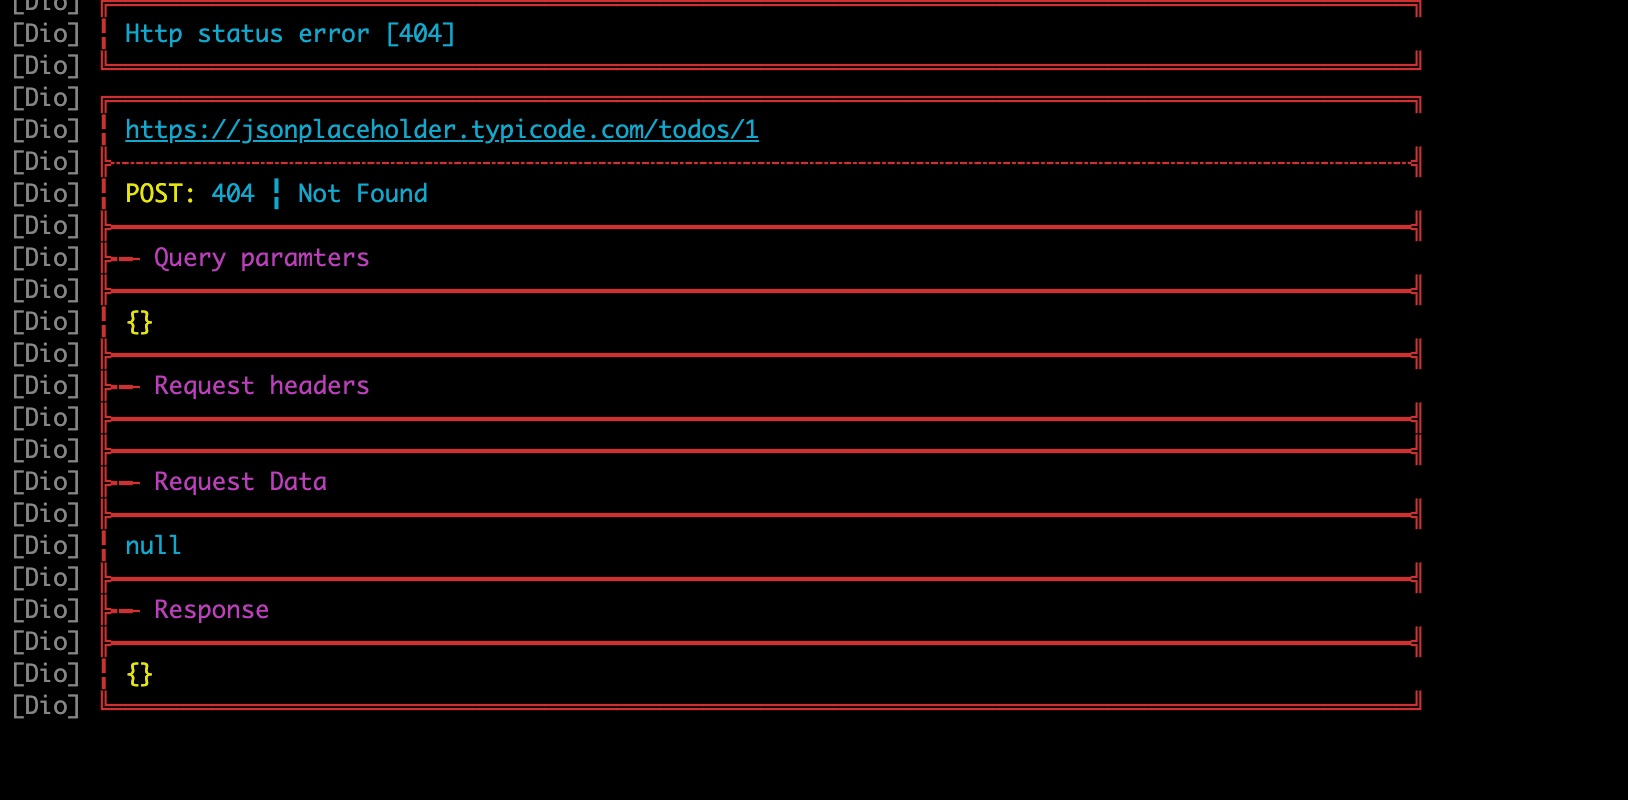 [Dio]
[Dio] Http status error [404]
[Dio]
[Dio]
[Dio] https://jsonplaceholder.typicode.com/todos/1
[Dio]
[Dio] POST: 404 ¦ Not Found
[Dio]
[Dio] Query paramters
[Dio]
[Dio] {}
[Dio]
[Dio] Request headers
[Dio]
[Dio]
[Dio] Request Data
[Dio]
[Dio] null
[Dio]
[Dio] Response
[Dio]
[Dio] {}
[Dio]